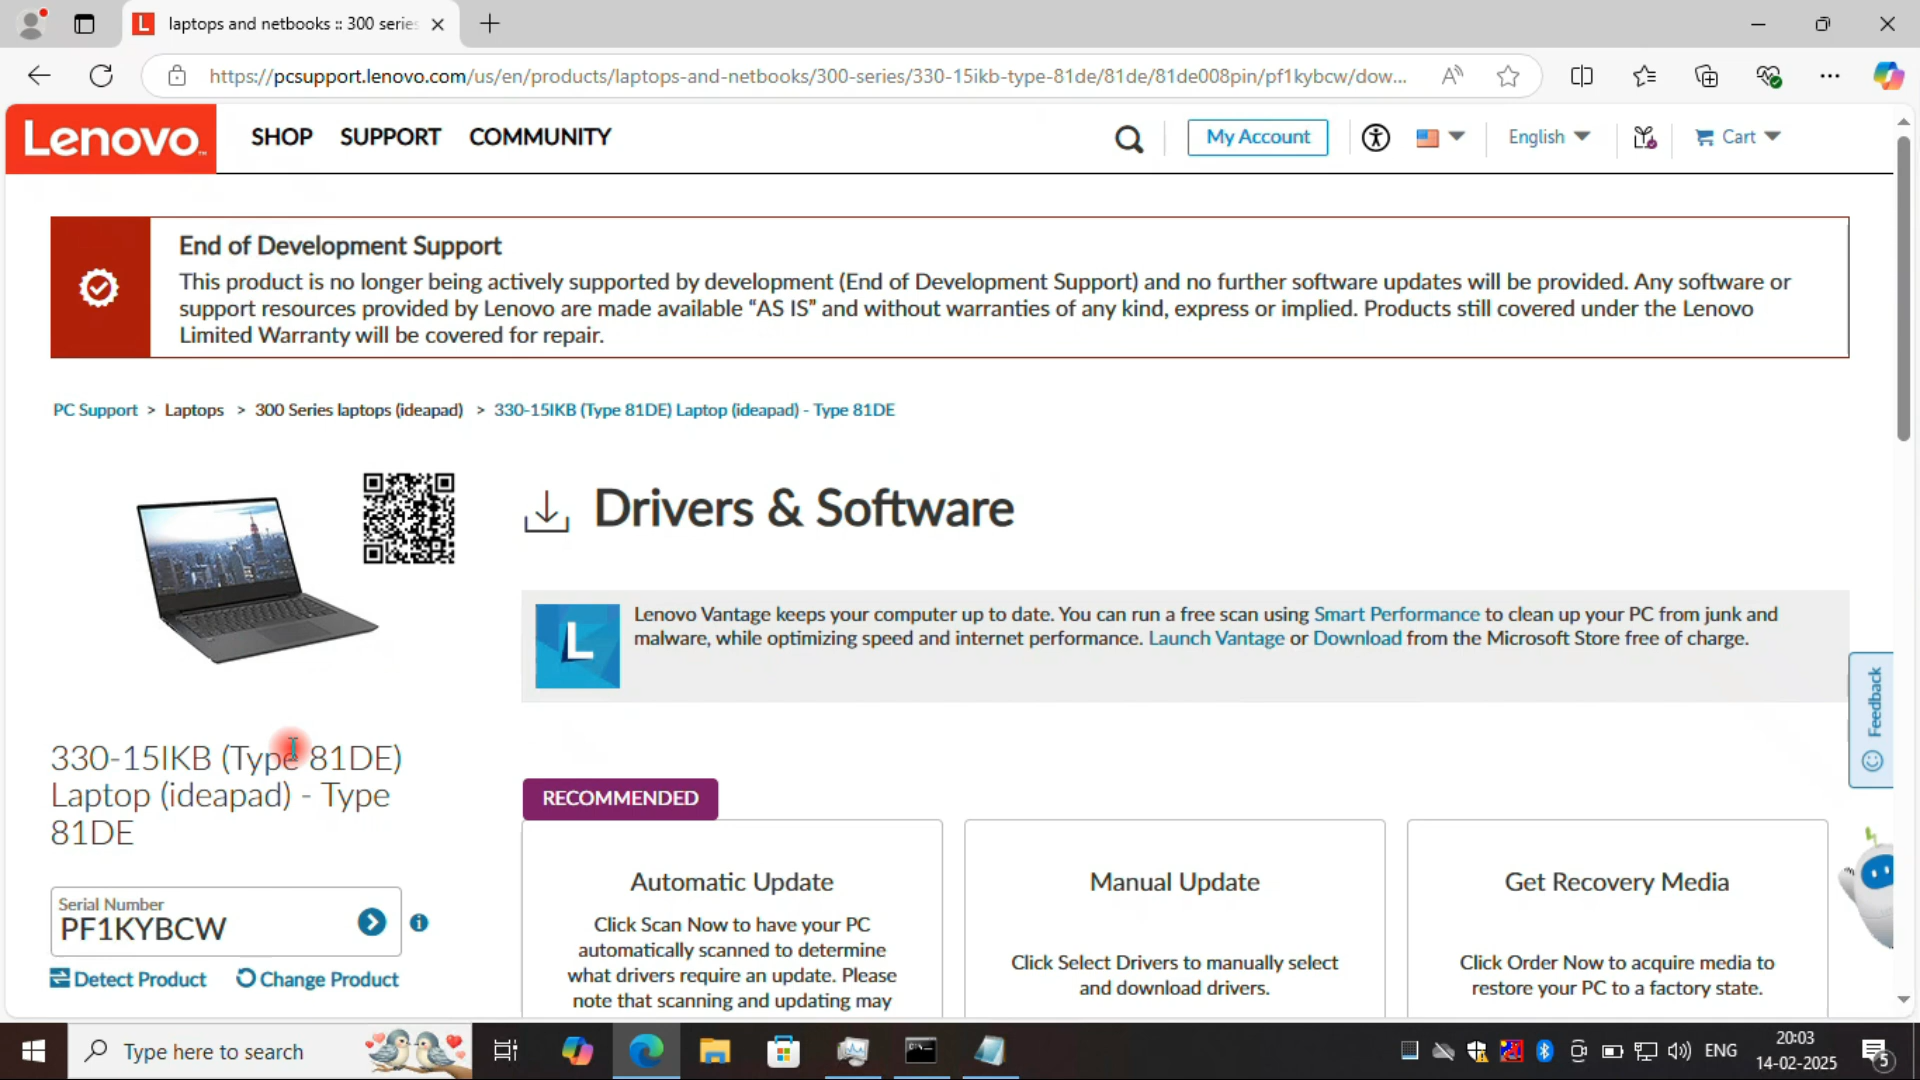 laptops and netbooks :: 300 series
https://pcsupport.lenovo.com/us/en/products/laptops-and-netbooks/300-series/330-15ikb-type-81de/81de/81de008pin/pf1kybcw/dow...
Lenovo
SHOP SUPPORT COMMUNITY
My Account
English
Cart
End of Development Support
This product is no longer being actively supported by development (End of Development Support) and no further software updates will be provided. Any software or
support resources provided by Lenovo are made available “AS IS” and without warranties of any kind, express or implied. Products still covered under the Lenovo
Limited Warranty will be covered for repair.
PC Support > Laptops > 300 Series laptops (ideapad) > 330-15IKB (Type 81DE) Laptop (ideapad) - Type 81DE
Drivers & Software
L
Lenovo Vantage keeps your computer up to date. You can run a free scan using Smart Performance to clean up your PC from junk and
malware, while optimizing speed and internet performance. Launch Vantage or Download from the Microsoft Store free of charge.
Feedback
330-15IKB (Type 81DE)
Laptop (ideapad) - Type
81DE
Serial Number
PF1KYBCW
Detect Product
Change Product
RECOMMENDED
Automatic Update
Click Scan Now to have your PC
automatically scanned to determine
what drivers require an update. Please
note that scanning and updating may
Manual Update
Click Select Drivers to manually select
and download drivers.
Get Recovery Media
Click Order Now to acquire media to
restore your PC to a factory state.
Type here to search
ENG
20:03
14-02-2025
5